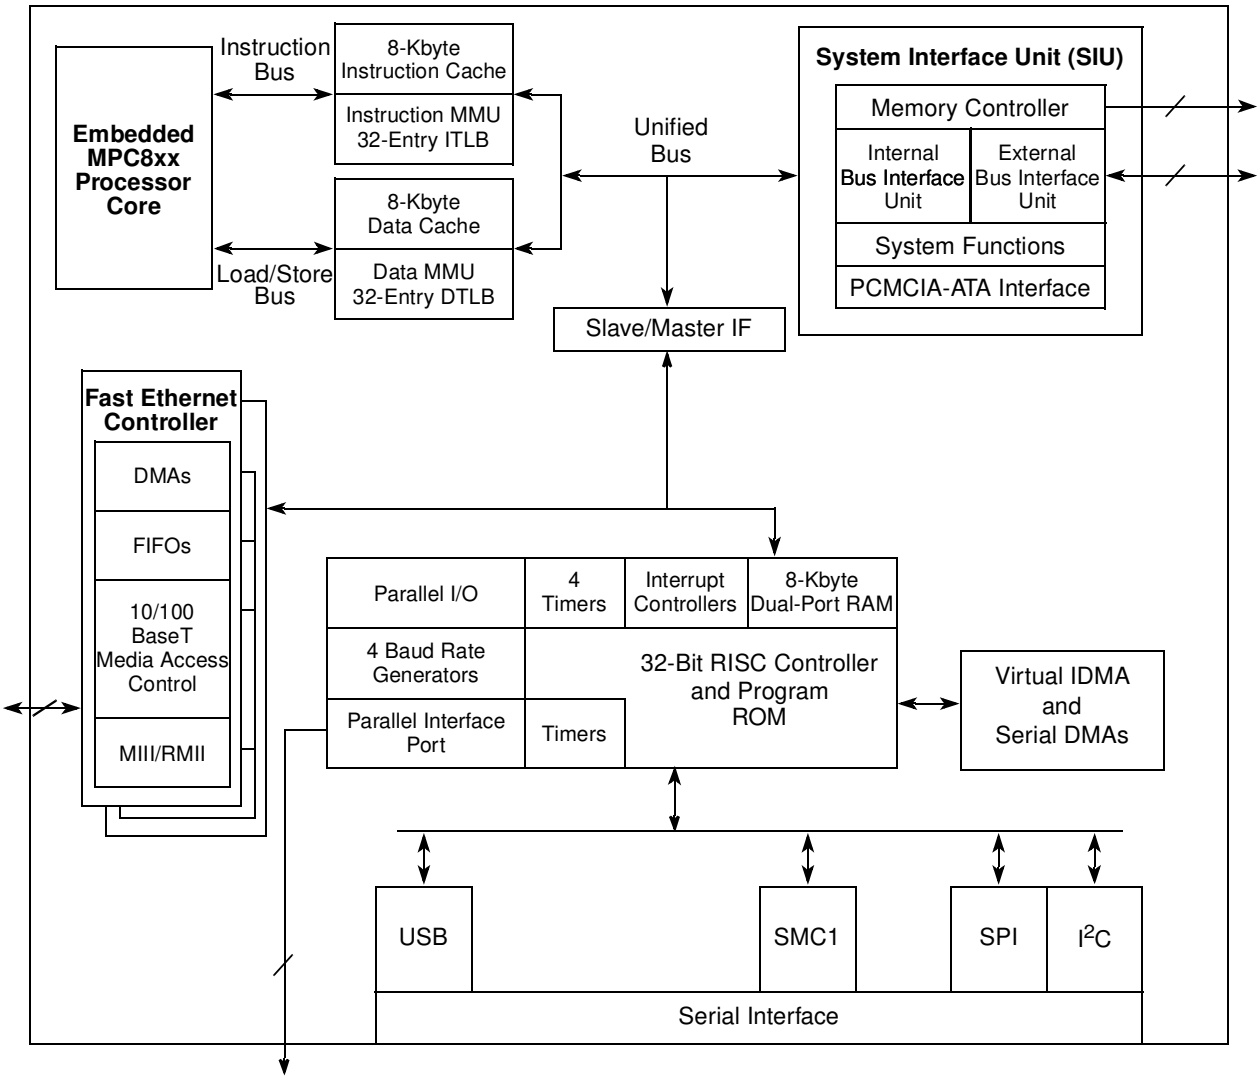 Instruction
Bus
8-Kbyte
Instruction Cache
Instruction MMU
32-Entry ITLB
System Interface Unit (SIU)
Memory Controller
Internal
Bus Interface
Unit
External
Bus Interface
Unit
System Functions
PCMCIA-ATA Interface
Embedded
MPC8xx
Processor
Core
Unified
Bus
8-Kbyte
Data Cache
Data MMU
32-Entry DTLB
Load/Store
Bus
Slave/Master IF
Fast Ethernet
Controller
DMAs
FIFOs
10/100
BaseT
Media Access
Control
MIII/RMII
Parallel I/O
4
Timers
Interrupt
Controllers
8-Kbyte
Dual-Port RAM
4 Baud Rate
Generators
32-Bit RISC Controller
and Program
ROM
Parallel Interface
Port
Timers
Virtual IDMA
and
Serial DMAs
USB
SMC1
SPI
I2C
Serial Interface